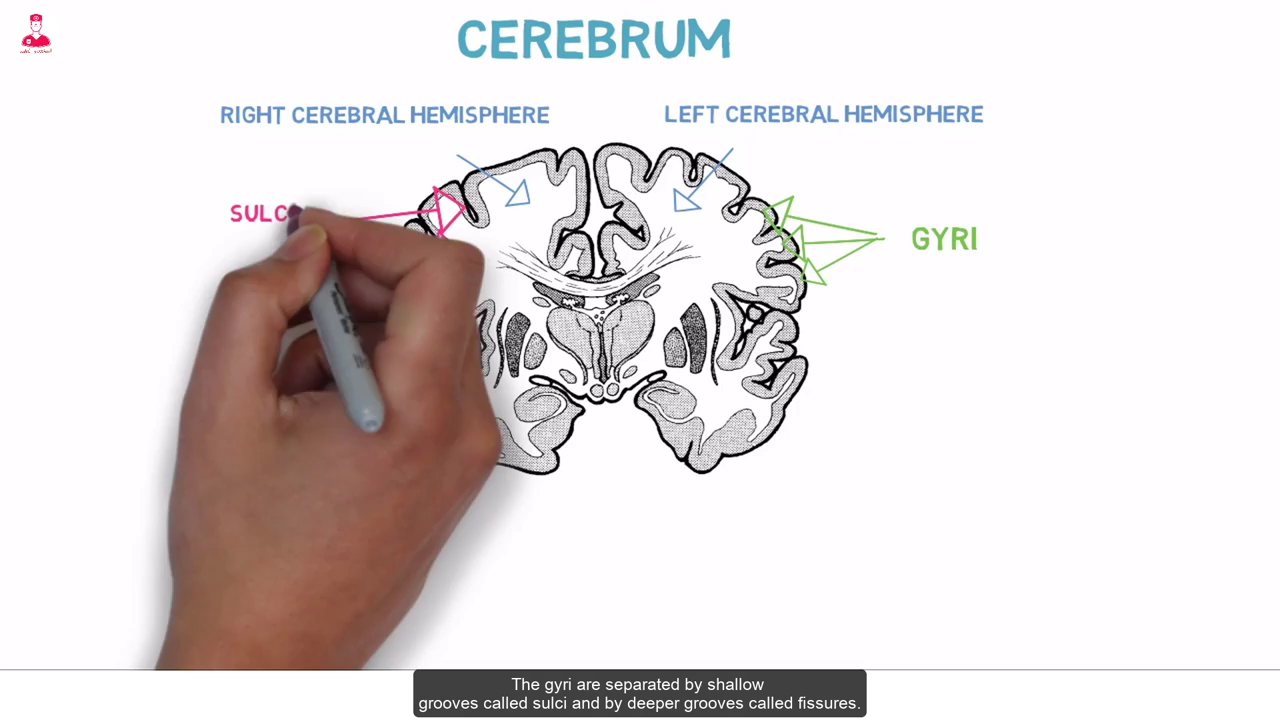 CEREBRUM
RIGHT CEREBRAL HEMISPHERE
LEFT CEREBRAL HEMISPHERE
SULC
GYRI
The gyri are separated by shallow
grooves called sulci and by deeper grooves called fissures.